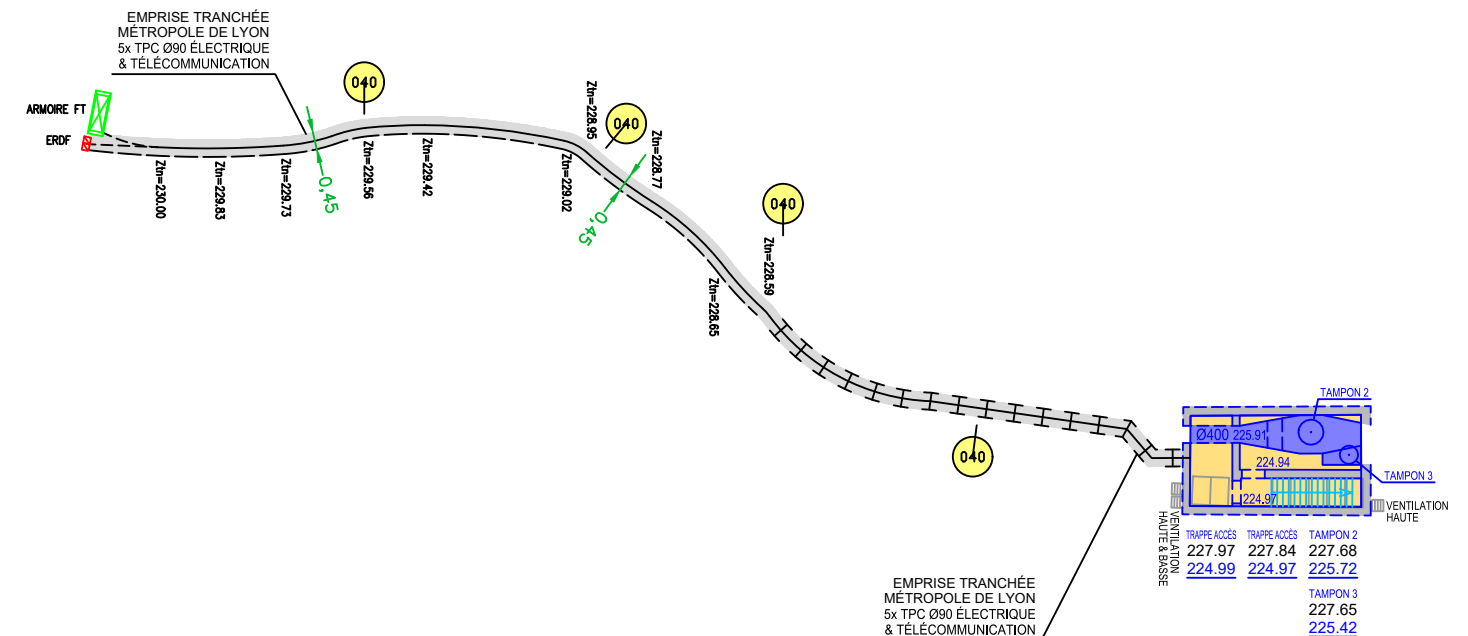 EMPRISE TRANCHÉE
MÉTROPOLE DE LYON
5x TPC Ø90 ÉLECTRIQUE
& TÉLÉCOMMUNICATION
ARMOIRE FT
ERDF
040
040
040
040
Ztn=230.00
Ztn=229.83
Ztn=229.73
0,45
Ztn=229.56
Ztn=229.42
Ztn=229.02
Ztn=228.95
Ztn=228.77
0,45
Ztn=228.65
Ztn=228.59
TAMPON 2
Ø400 225.91
224.94
TAMPON 3
224.97
VENTILATION
HAUTE
VENTILATION
HAUTE & BASSE
TRAPPE ACCÈS
227.97
224.99
TRAPPE ACCÈS
227.84
224.97
TAMPON 2
227.68
225.72
TAMPON 3
227.65
225.42
EMPRISE TRANCHÉE
MÉTROPOLE DE LYON
5x TPC Ø90 ÉLECTRIQUE
& TÉLÉCOMMUNICATION